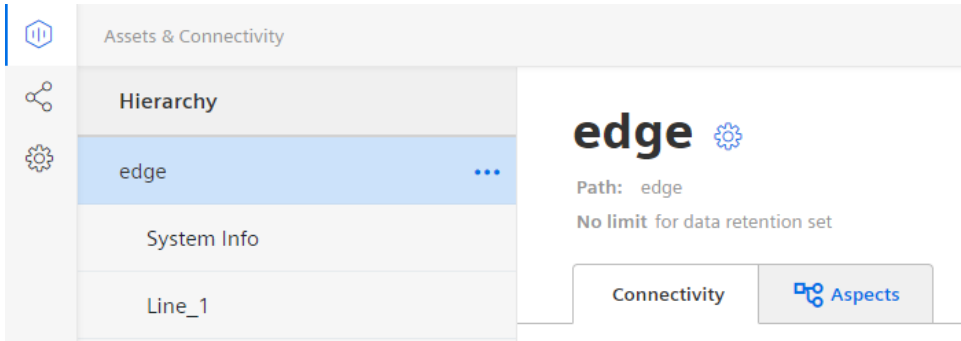 Assets & Connectivity
Hierarchy
edge
System Info
Line_1
edge
Path: edge
No limit for data retention set
Connectivity
Aspects